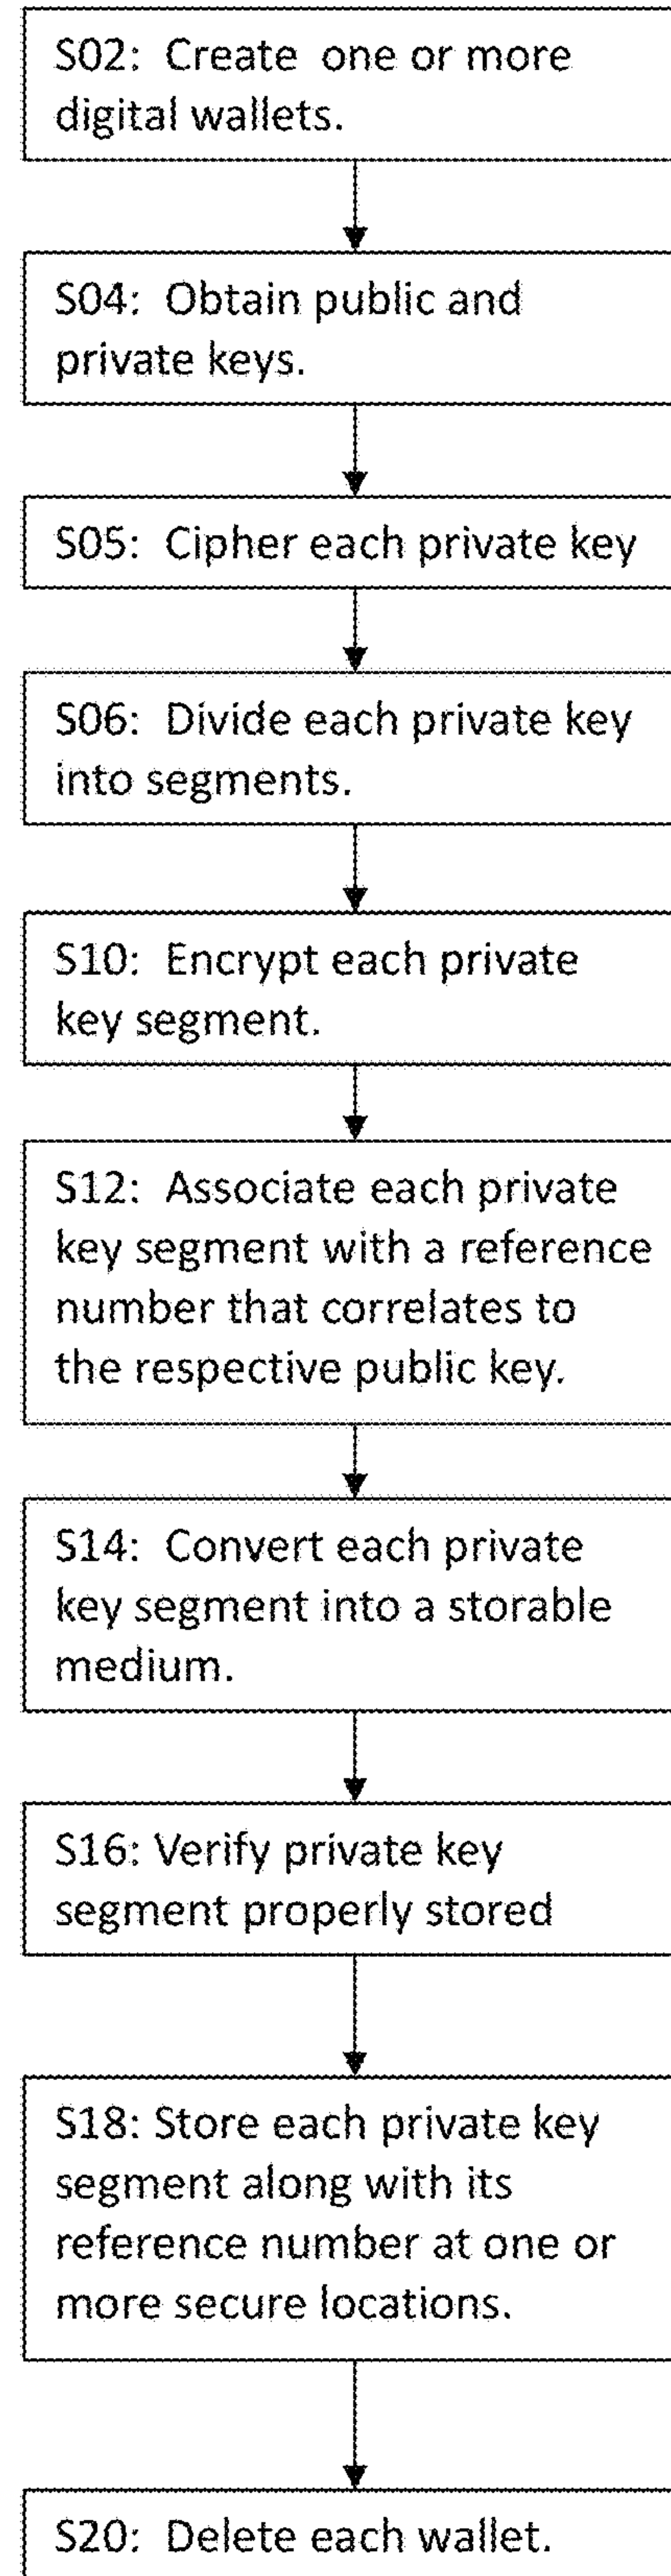 S02: Create one or more
digital wallets.
S04: Obtain public and
private keys.
S05: Cipher each private key
S06: Divide each private key
into segments.
S10: Encrypt each private
key segment.
S12: Associate each private
key segment with a reference
number that correlates to
the respective public key.
S14: Convert each private
key segment into a storable
medium.
S16: Verify private key
segment properly stored
S18: Store each private key
segment along with its
reference number at one or
more secure locations.
S20: Delete each wallet.